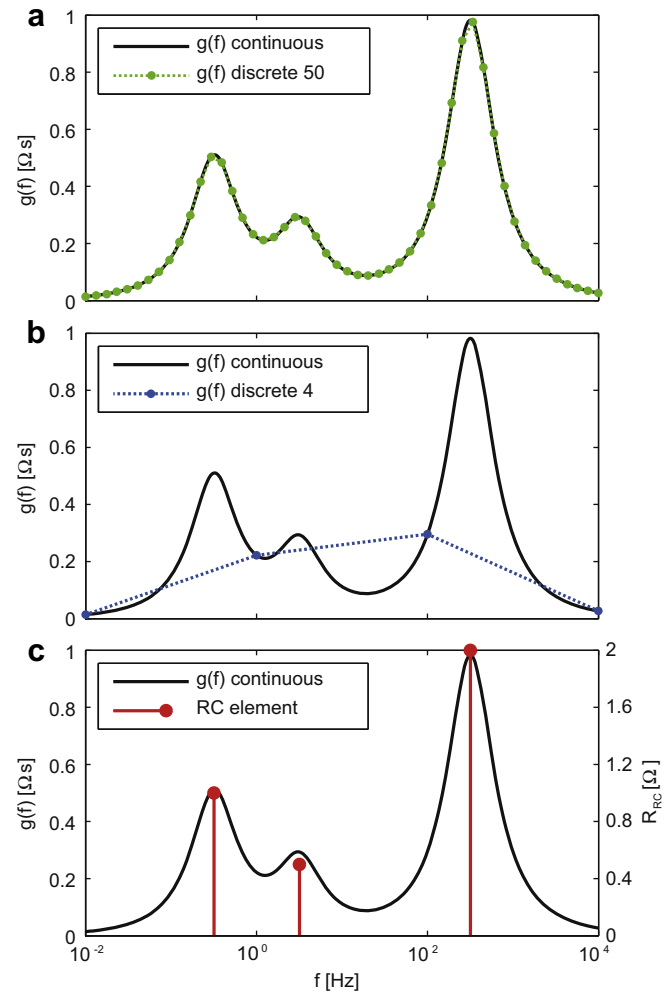 a
1
0.8
0.6
0.4
0.2
0
g(f) [Ω s]
g(f) continuous
g(f) discrete 50
b
1
0.8
0.6
0.4
0.2
0
g(f) [Ω s]
g(f) continuous
g(f) discrete 4
c
1
0.8
0.6
0.4
0.2
0
g(f) [Ω s]
g(f) continuous
RC element
2
1.6
1.2
0.8
0.4
0
R_RC [Ω]
10^-2
10^0
10^2
10^4
f [Hz]